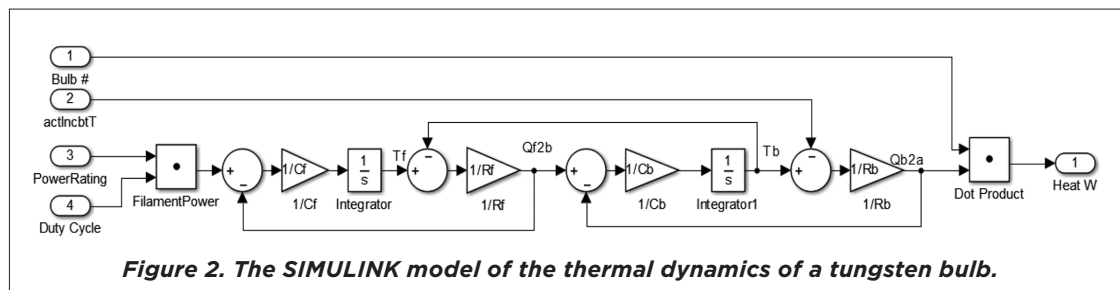 1
Bulb #
2
actIncbtT
3
PowerRating
4
Duty Cycle
FilamentPower
+
−
1/Cf
1/Cf
1
s
Integrator
Tf
+
−
1/Rf
1/Rf
Qf2b
+
−
1/Cb
1/Cb
1
s
Integrator1
Tb
+
−
1/Rb
1/Rb
Qb2a
Dot Product
1
Heat W
Figure 2. The SIMULINK model of the thermal dynamics of a tungsten bulb.